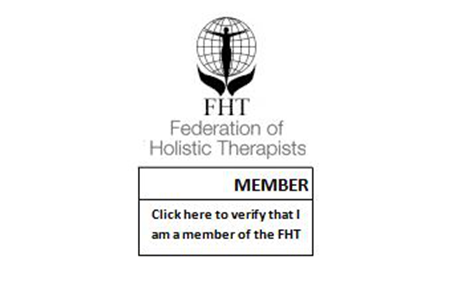 FHT
Federation of
Holistic Therapists
MEMBER
Click here to verify that I
am a member of the FHT